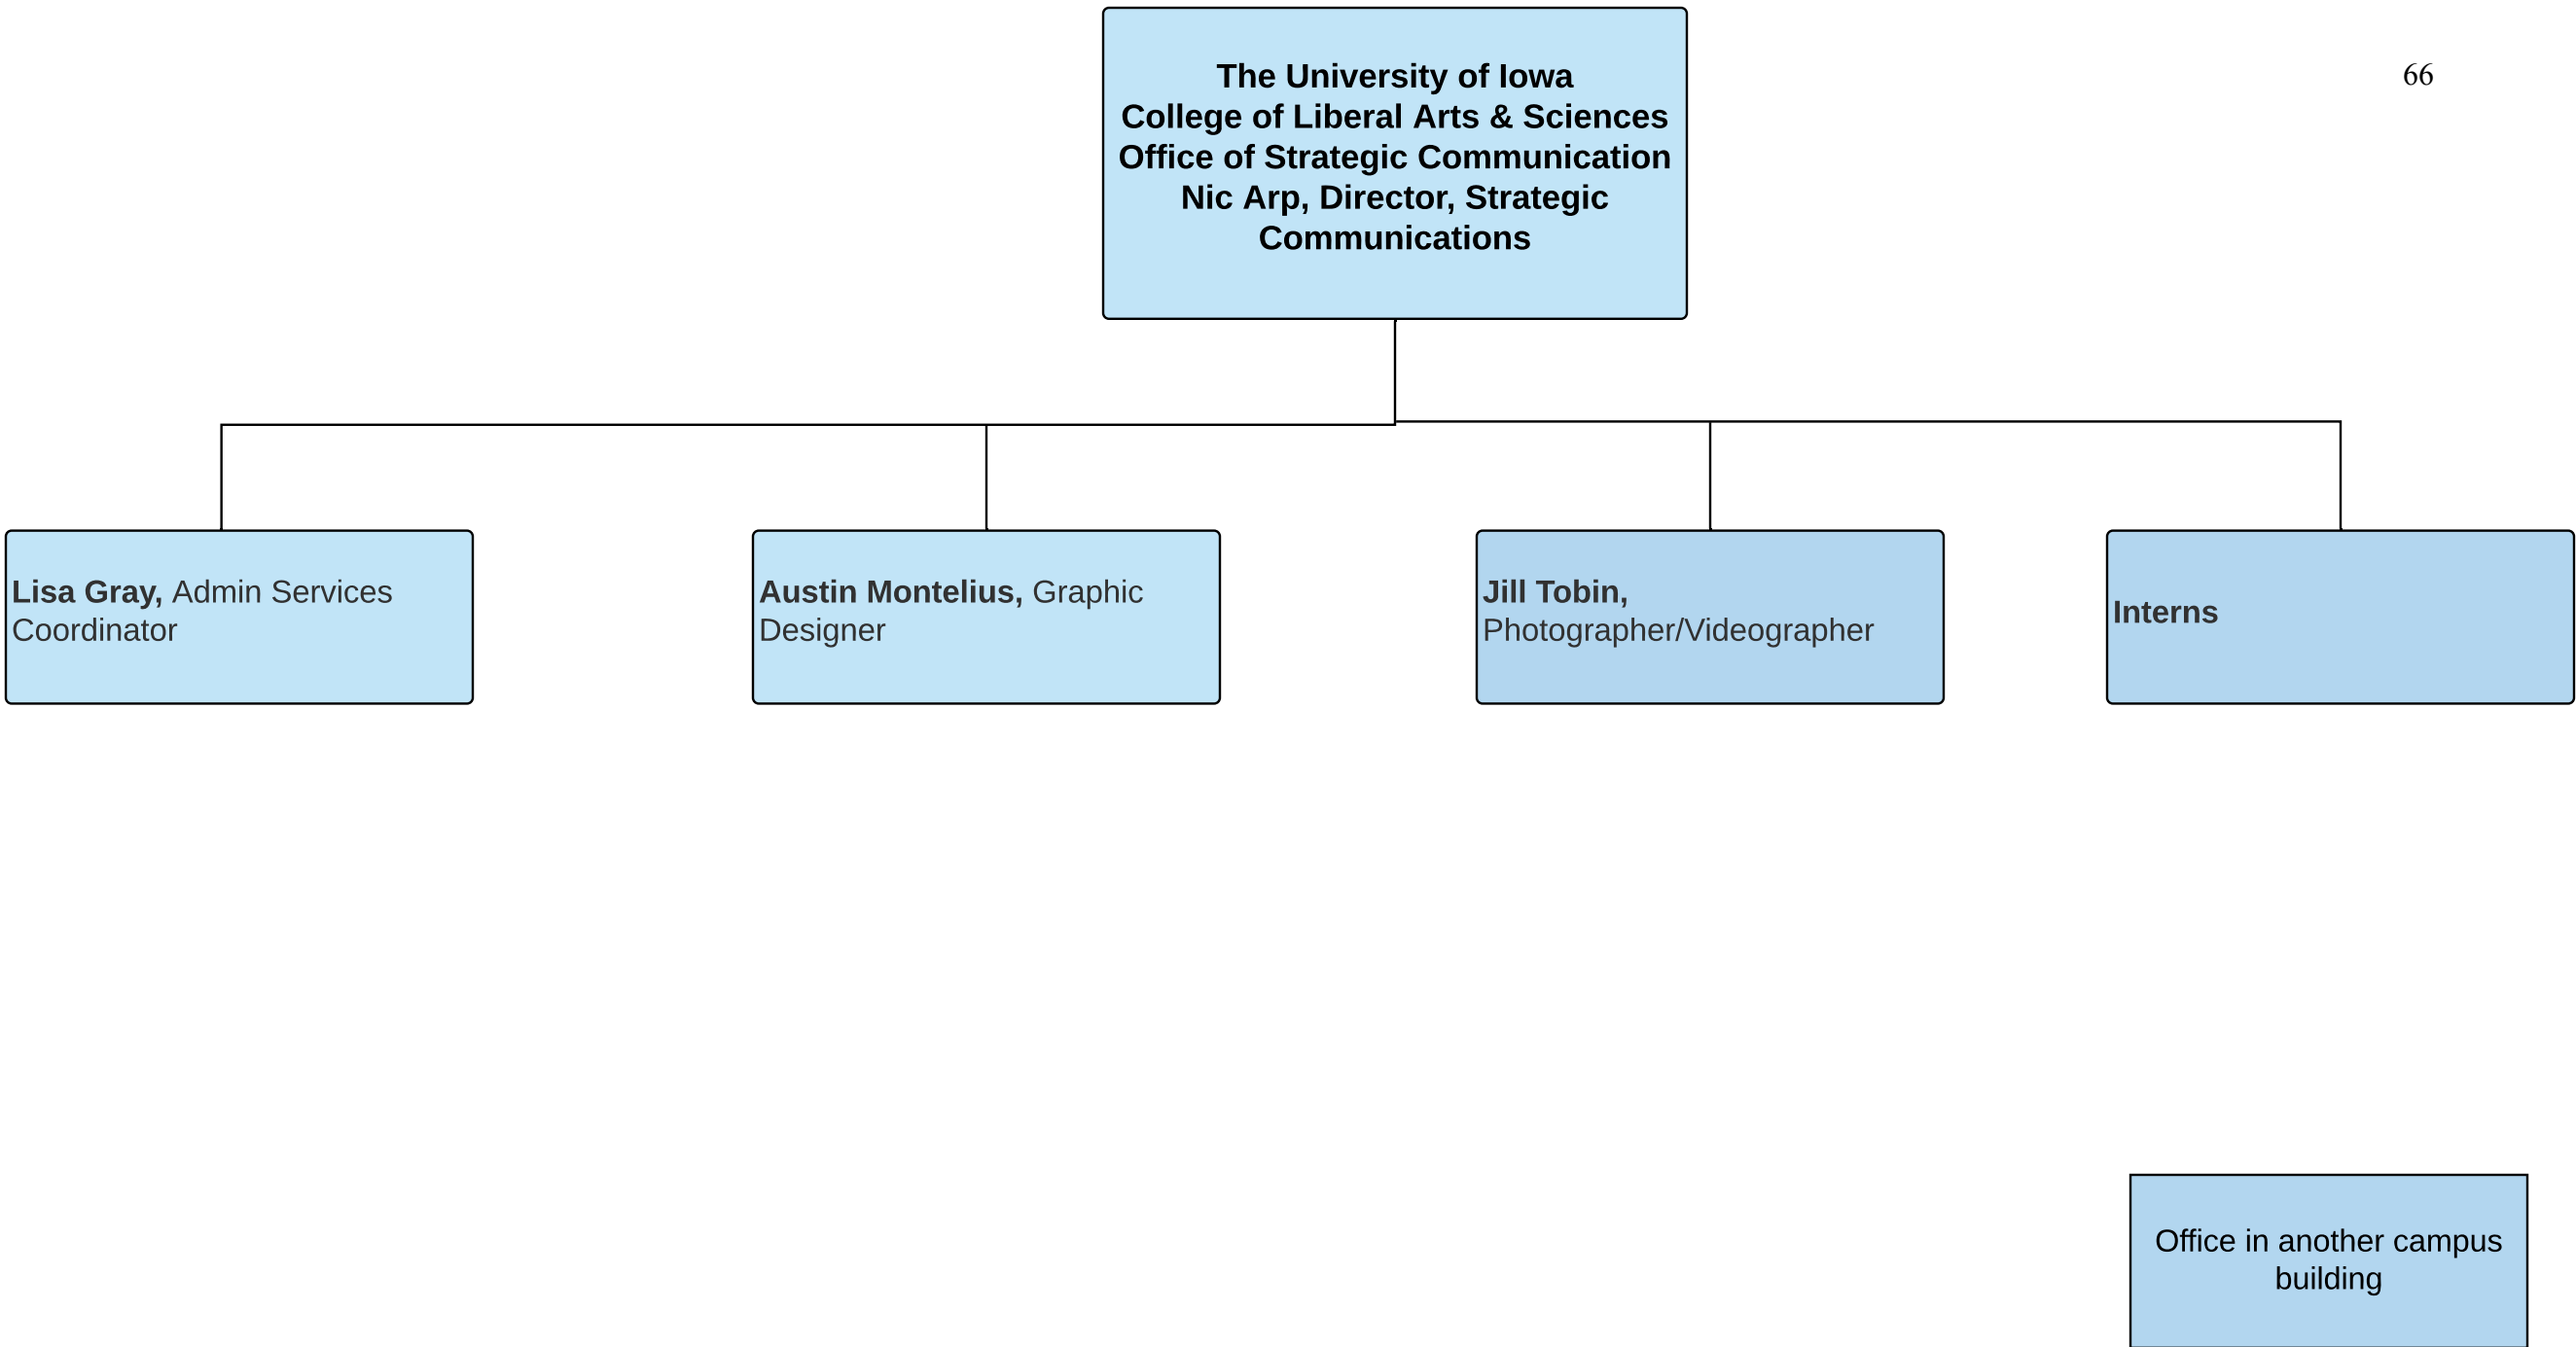 66
The University of Iowa
College of Liberal Arts & Sciences
Office of Strategic Communication
Nic Arp, Director, Strategic
Communications
Lisa Gray, Admin Services
Coordinator
Austin Montelius, Graphic
Designer
Jill Tobin,
Photographer/Videographer
Interns
Office in another campus
building